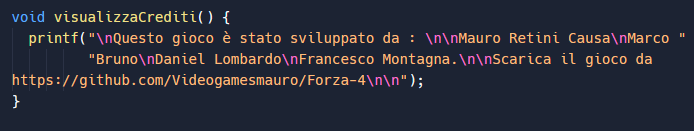 void visualizzaCrediti() {
  printf("\nQuesto gioco è stato sviluppato da : \n\nMauro Retini Causa\nMarco "
         "Bruno\nDaniel Lombardo\nFrancesco Montagna.\n\nScarica il gioco da
https://github.com/Videogamesmauro/Forza-4\n\n");
}